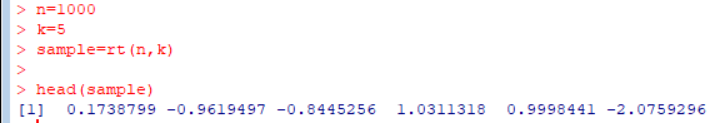 > n=1000
> k=5
> sample=rt(n,k)
>
> head(sample)
[1]  0.1738799 -0.9619497 -0.8445256  1.0311318  0.9998441 -2.0759296